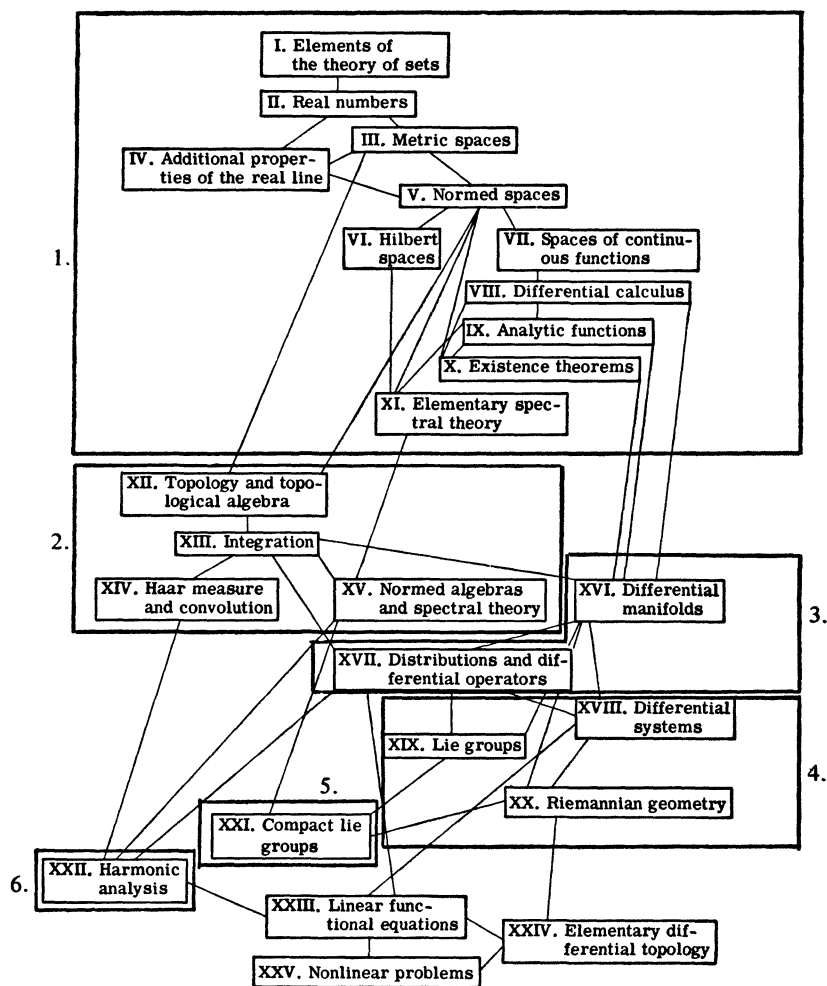 I. Elements of
the theory of sets
II. Real numbers
III. Metric spaces
IV. Additional proper-
ties of the real line
V. Normed spaces
VI. Hilbert
spaces
VII. Spaces of continu-
ous functions
1.
VIII. Differential calculus
IX. Analytic functions
X. Existence theorems
XI. Elementary spec-
tral theory
XII. Topology and topo-
logical algebra
2.
XIII. Integration
XIV. Haar measure
and convolution
XV. Normed algebras
and spectral theory
XVI. Differential
manifolds
3.
XVII. Distributions and dif-
ferential operators
XVIII. Differential
systems
XIX. Lie groups
4.
5.
XX. Riemannian geometry
XXI. Compact lie
groups
6.
XXII. Harmonic
analysis
XXIII. Linear func-
tional equations
XXIV. Elementary dif-
ferential topology
XXV. Nonlinear problems